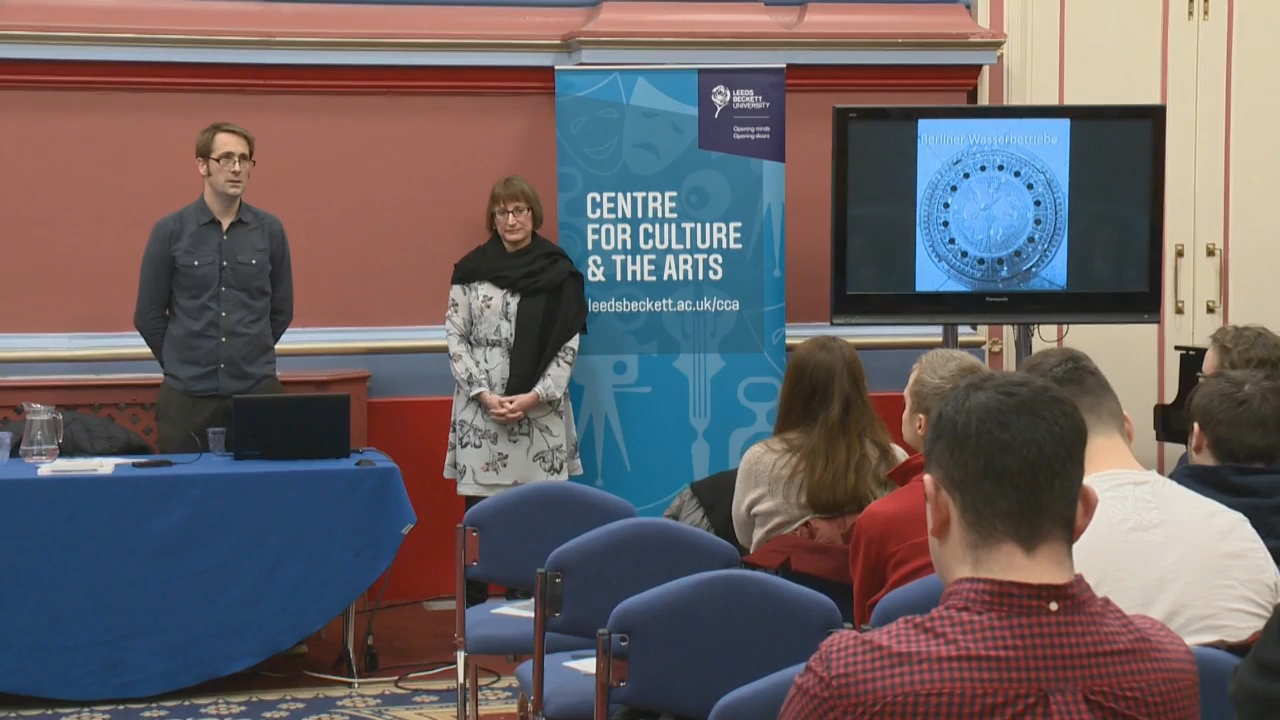 LEEDS
BECKETT
UNIVERSITY
Opening minds
Opening doors
CENTRE
FOR CULTURE
& THE ARTS
leedsbeckett.ac.uk/cca
Berliner Wasserbetriebe
Panasonic